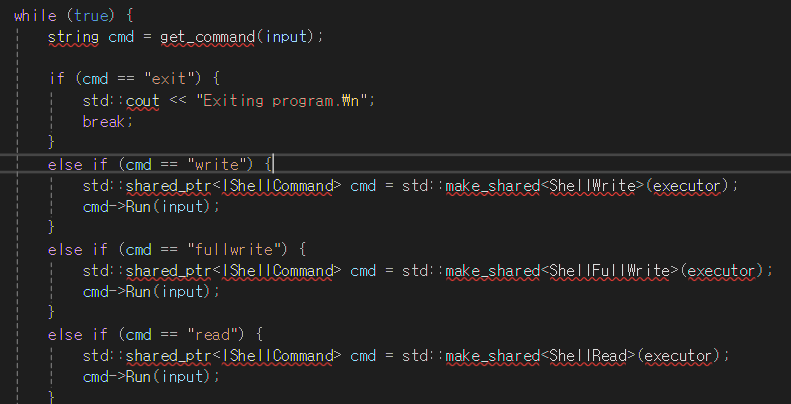 while (true) {
string cmd = get_command(input);
if (cmd == "exit") {
std::cout << "Exiting program.₩n";
break;
}
else if (cmd == "write") {
std::shared_ptr<IShellCommand> cmd = std::make_shared<ShellWrite>(executor);
cmd->Run(input);
}
else if (cmd == "fullwrite") {
std::shared_ptr<IShellCommand> cmd = std::make_shared<ShellFullWrite>(executor);
cmd->Run(input);
}
else if (cmd == "read") {
std::shared_ptr<IShellCommand> cmd = std::make_shared<ShellRead>(executor);
cmd->Run(input);
}